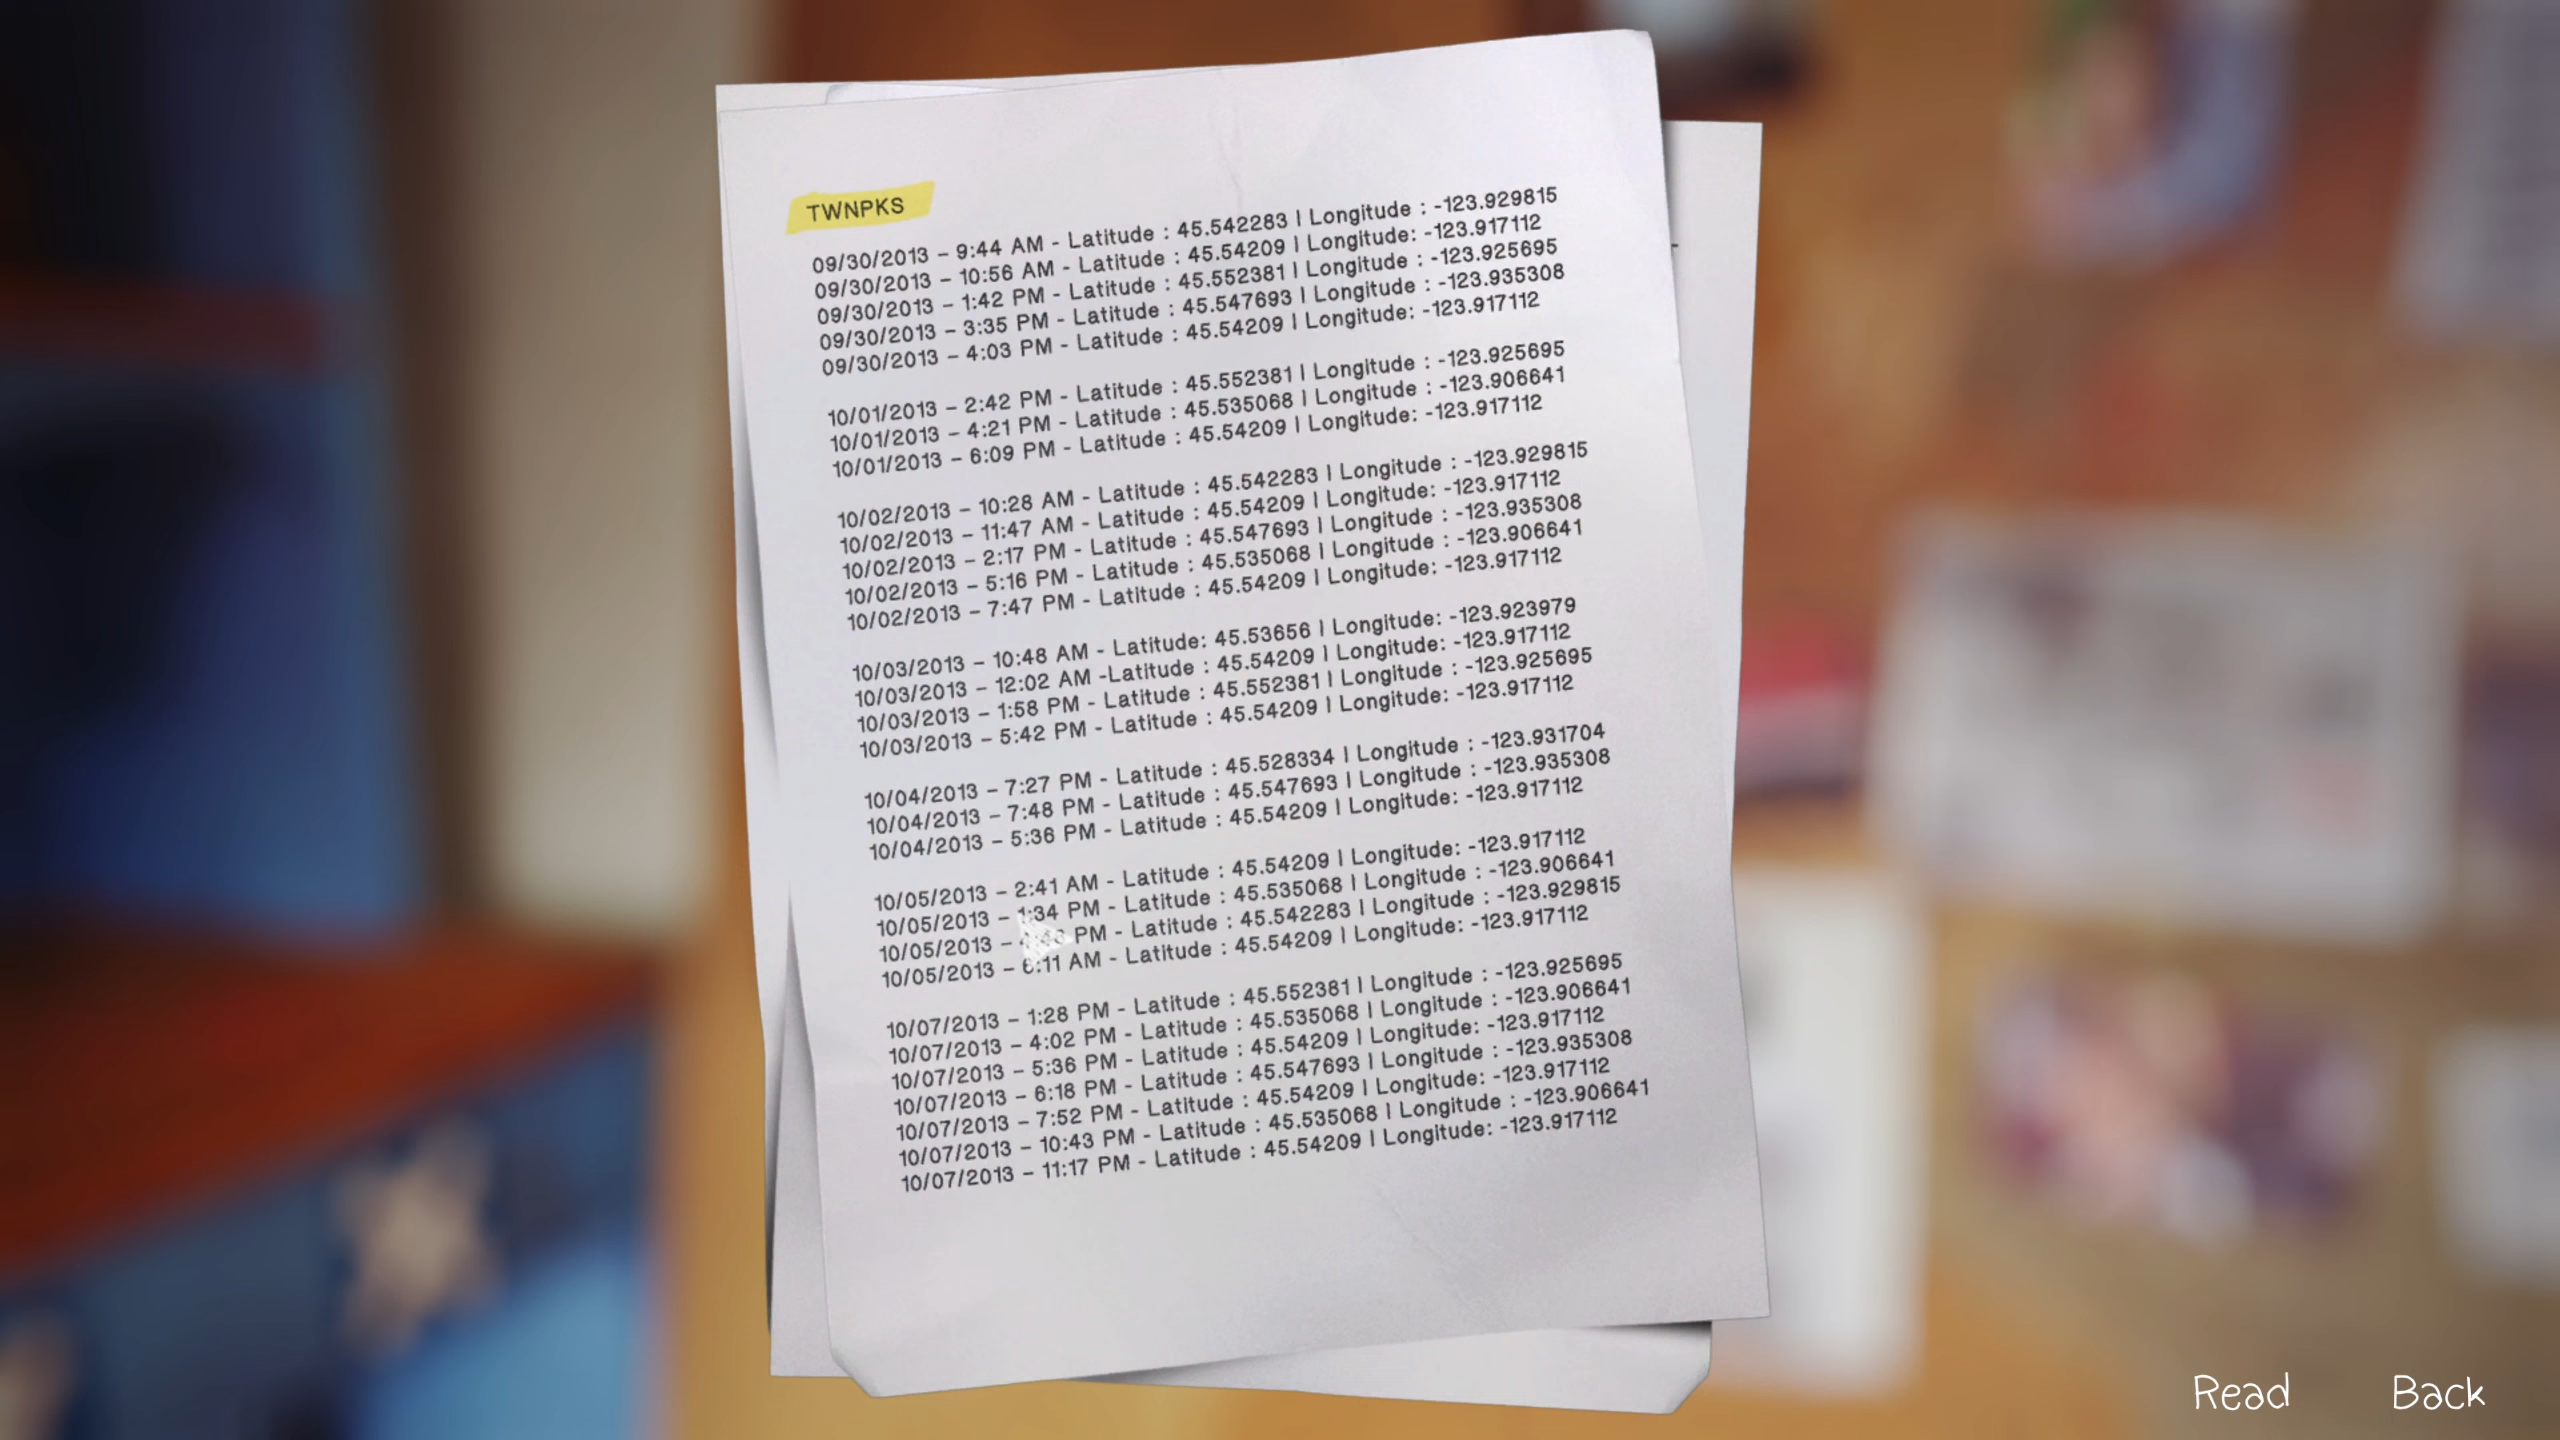 TWNPKS
09/30/2013 – 9:44 AM - Latitude : 45.542283 | Longitude : -123.929815
09/30/2013 – 10:56 AM - Latitude : 45.54209 | Longitude: -123.917112
09/30/2013 – 1:42 PM - Latitude : 45.552381 | Longitude : -123.925695
09/30/2013 – 3:35 PM - Latitude : 45.547693 | Longitude : -123.935308
09/30/2013 – 4:03 PM - Latitude : 45.54209 | Longitude: -123.917112
10/01/2013 – 2:42 PM - Latitude : 45.552381 | Longitude : -123.925695
10/01/2013 – 4:21 PM - Latitude : 45.535068 | Longitude : -123.906641
10/01/2013 – 6:09 PM - Latitude : 45.54209 | Longitude: -123.917112
10/02/2013 – 10:28 AM - Latitude : 45.542283 | Longitude : -123.929815
10/02/2013 – 11:47 AM - Latitude : 45.54209 | Longitude: -123.917112
10/02/2013 – 2:17 PM - Latitude : 45.547693 | Longitude : -123.935308
10/02/2013 – 5:16 PM - Latitude : 45.535068 | Longitude : -123.906641
10/02/2013 – 7:47 PM - Latitude : 45.54209 | Longitude: -123.917112
10/03/2013 – 10:48 AM - Latitude: 45.53656 | Longitude: -123.923979
10/03/2013 – 12:02 AM -Latitude : 45.54209 | Longitude: -123.917112
10/03/2013 – 1:58 PM - Latitude : 45.552381 | Longitude : -123.925695
10/03/2013 – 5:42 PM - Latitude : 45.54209 | Longitude: -123.917112
10/04/2013 – 7:27 PM - Latitude : 45.528334 | Longitude : -123.931704
10/04/2013 – 7:48 PM - Latitude : 45.547693 | Longitude : -123.935308
10/04/2013 – 5:36 PM - Latitude : 45.54209 | Longitude: -123.917112
10/05/2013 – 2:41 AM - Latitude : 45.54209 | Longitude: -123.917112
10/05/2013 – 1:34 PM - Latitude : 45.535068 | Longitude : -123.906641
10/05/2013 – PM - Latitude : 45.542283 | Longitude : -123.929815
10/05/2013 – 6:11 AM - Latitude : 45.54209 | Longitude: -123.917112
10/07/2013 – 1:28 PM - Latitude : 45.552381 | Longitude : -123.925695
10/07/2013 – 4:02 PM - Latitude : 45.535068 | Longitude : -123.906641
10/07/2013 – 5:36 PM - Latitude : 45.54209 | Longitude: -123.917112
10/07/2013 – 6:18 PM - Latitude : 45.547693 | Longitude : -123.935308
10/07/2013 – 7:52 PM - Latitude : 45.54209 | Longitude: -123.917112
10/07/2013 – 10:43 PM - Latitude : 45.535068 | Longitude : -123.906641
10/07/2013 – 11:17 PM - Latitude : 45.54209 | Longitude: -123.917112
Read Back